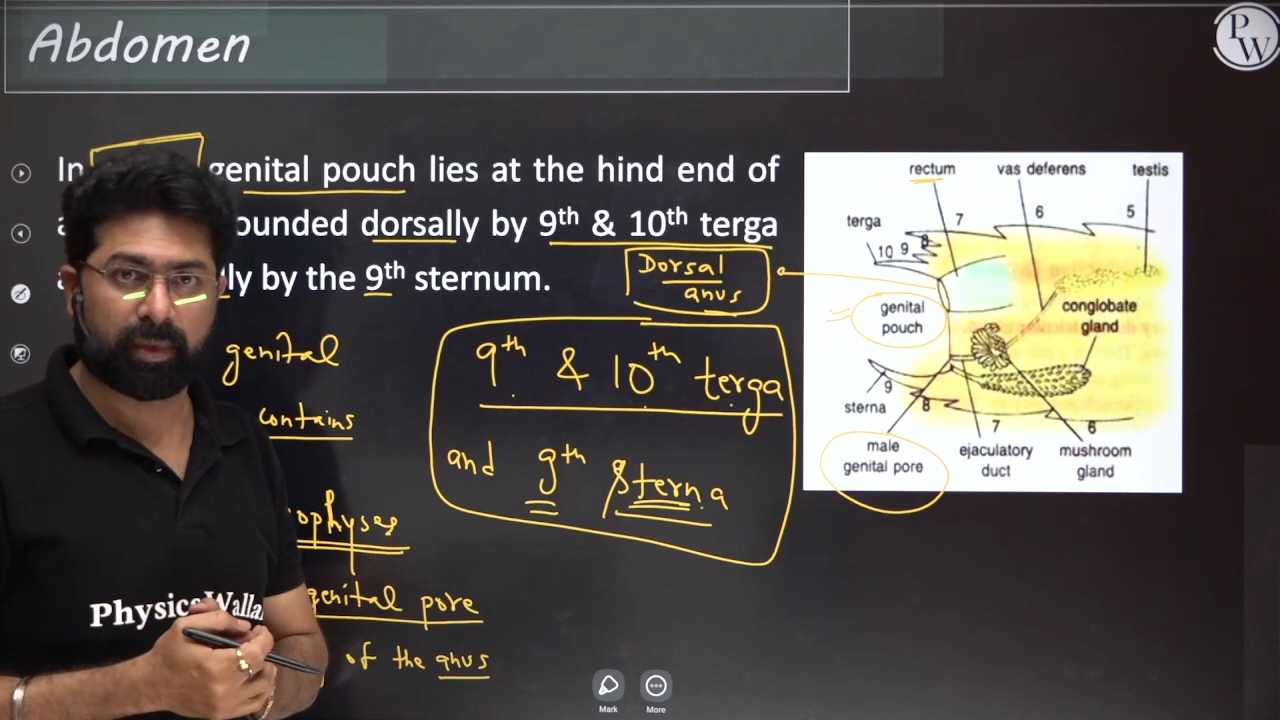 Abdomen
PW
In genital pouch lies at the hind end of
ounded dorsally by 9th & 10th terga
ly by the 9th sternum.
Dorsal
anus
genital
contains
9th & 10th terga
and 9th sterna
ophyses
genital pore
of the anus
PhysicsWallah
rectum
vas deferens
testis
terga
10 9 8 7 6 5
genital
pouch
conglobate
gland
9 8 7 6
sterna
male
genital pore
ejaculatory
duct
mushroom
gland
Mark
More